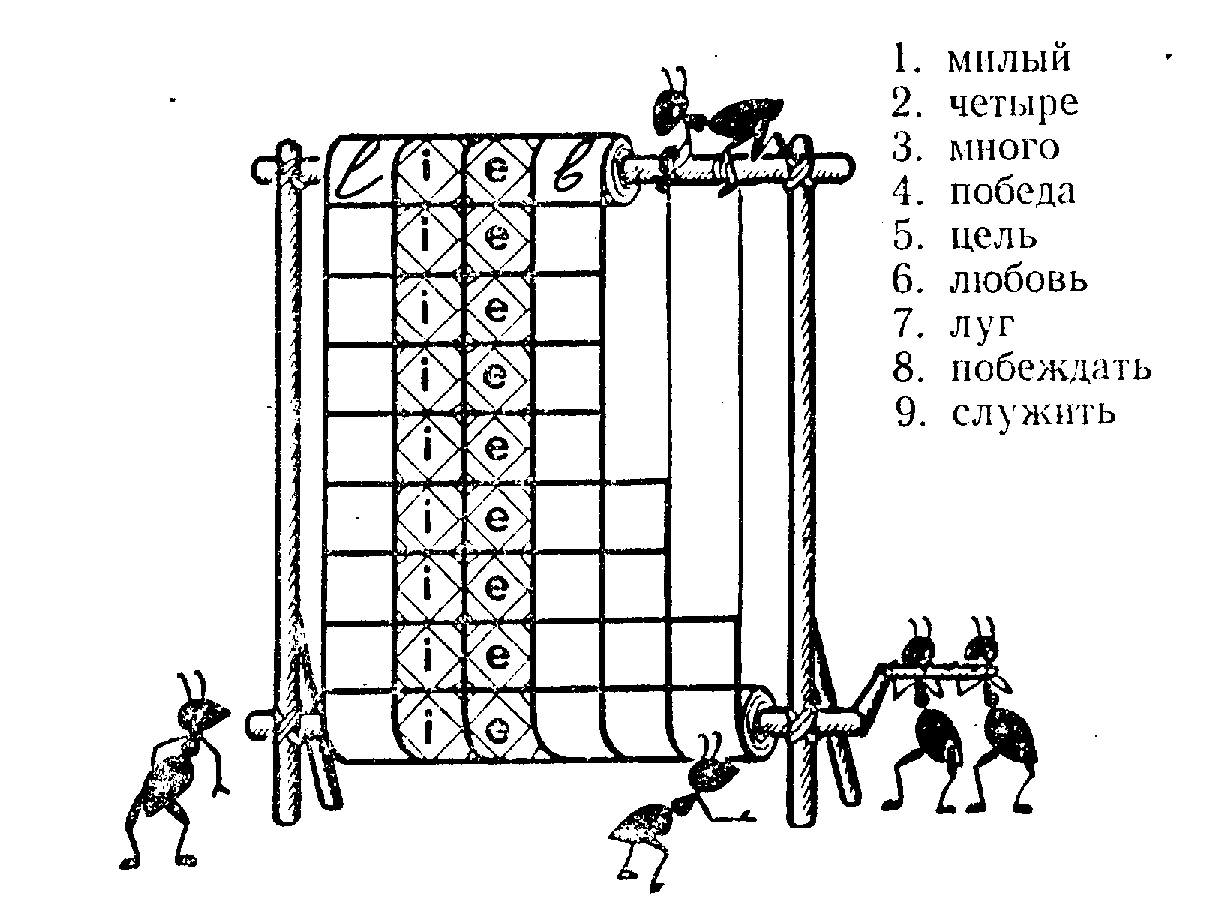 l i e b
i e
i e
i e
i e
i e
i e
i e
i e
1. милый
2. четыре
3. много
4. победа
5. цель
6. любовь
7. луг
8. побеждать
9. служить